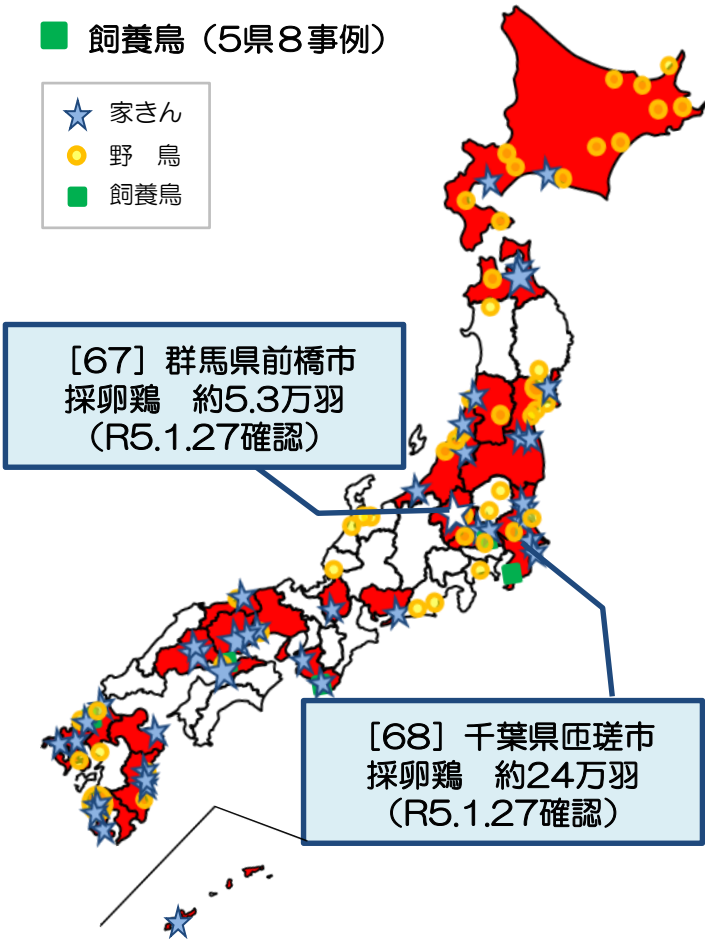 飼養鳥（5県8事例）
家きん
野　鳥
飼養鳥
［67］群馬県前橋市
採卵鶏　約5.3万羽
（R5.1.27確認）
［68］千葉県匝瑳市
採卵鶏　約24万羽
（R5.1.27確認）